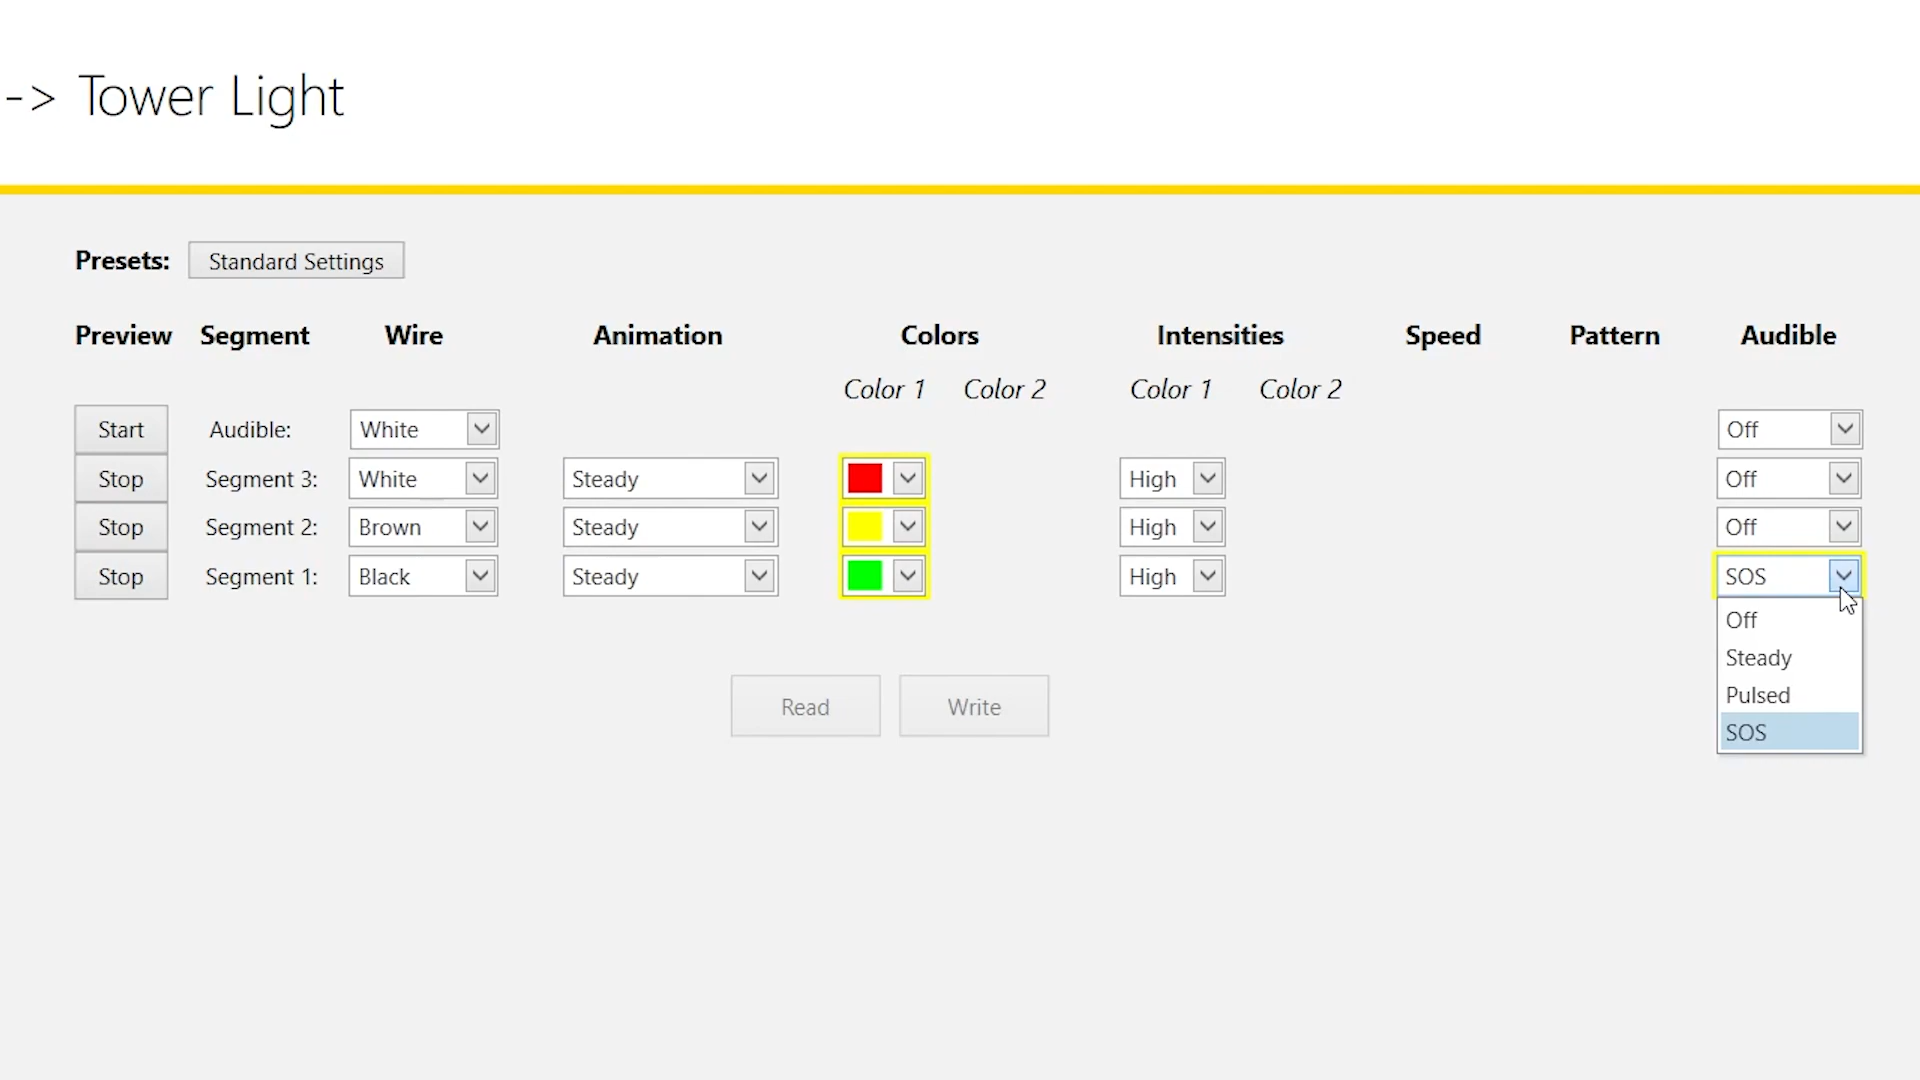 -> Tower Light
Presets: Standard Settings
Preview Segment Wire Animation Colors Intensities Speed Pattern Audible
Color 1 Color 2 Color 1 Color 2
Start Audible: White Off
Stop Segment 3: White Steady High Off
Stop Segment 2: Brown Steady High Off
Stop Segment 1: Black Steady High SOS
Off
Steady
Pulsed
SOS
Read Write